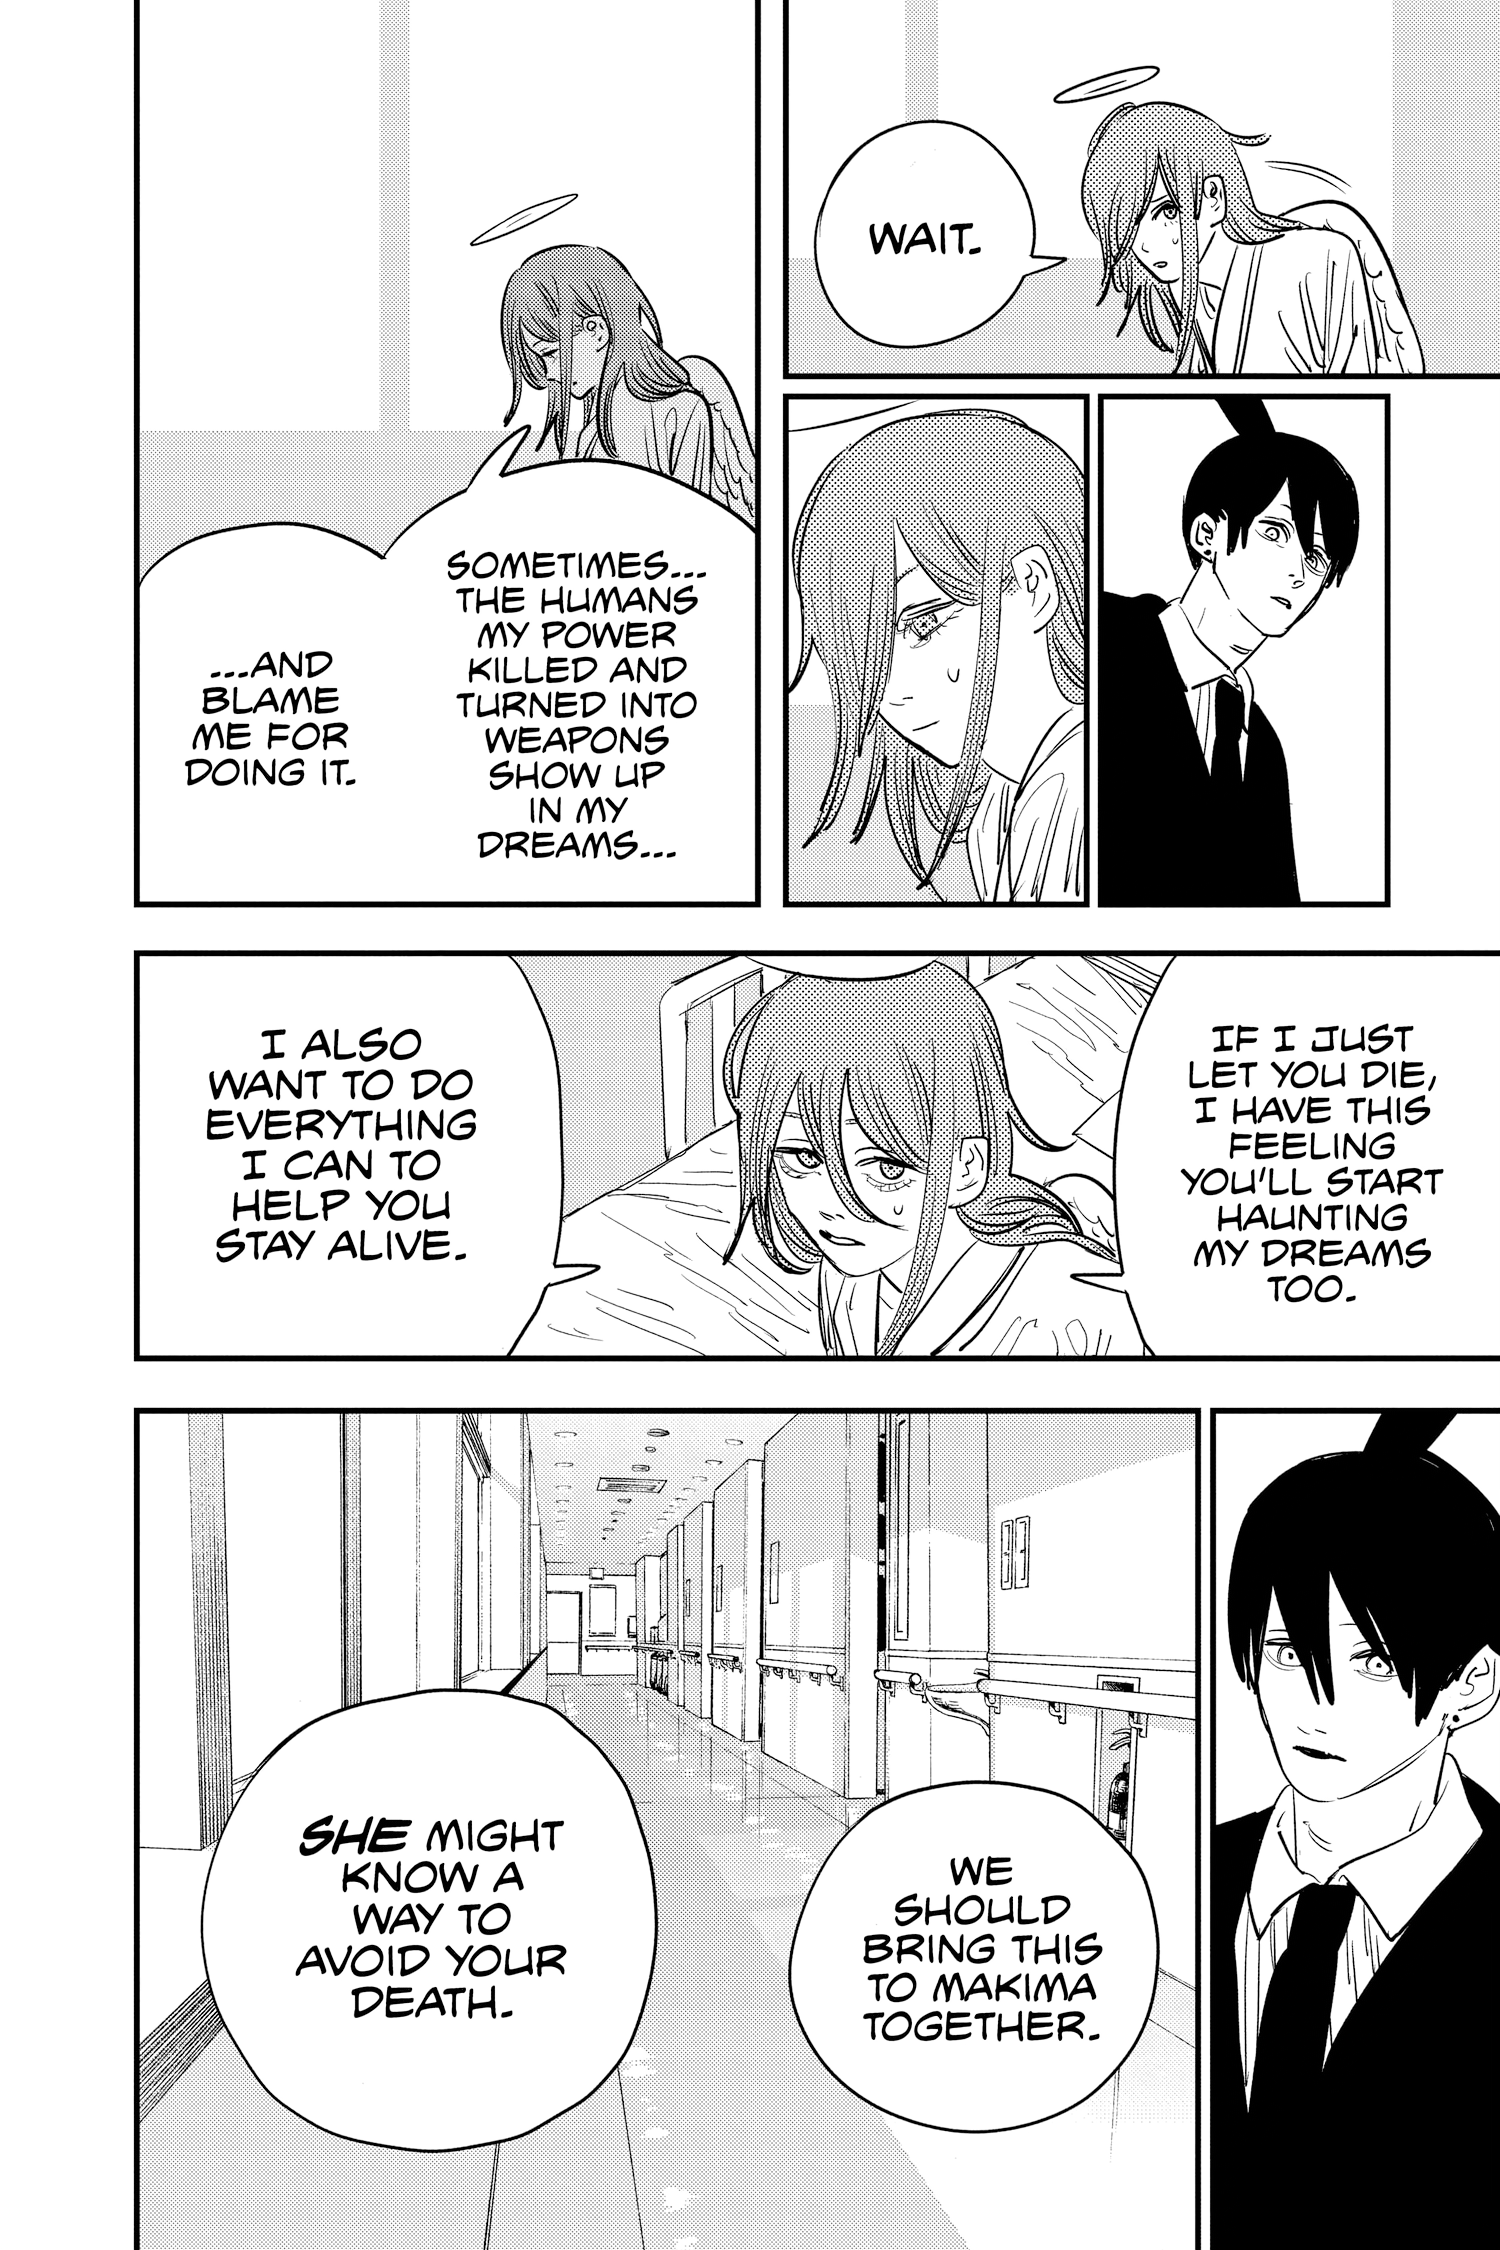 WAIT.
SOMETIMES...
THE HUMANS
MY POWER
KILLED AND
TURNED INTO
WEAPONS
SHOW UP
IN MY
DREAMS...
...AND
BLAME
ME FOR
DOING IT.
IF I JUST
LET YOU DIE,
I HAVE THIS
FEELING
YOU'LL START
HAUNTING
MY DREAMS
TOO.
I ALSO
WANT TO DO
EVERYTHING
I CAN TO
HELP YOU
STAY ALIVE.
WE
SHOULD
BRING THIS
TO MAKIMA
TOGETHER.
SHE MIGHT
KNOW A
WAY TO
AVOID YOUR
DEATH.